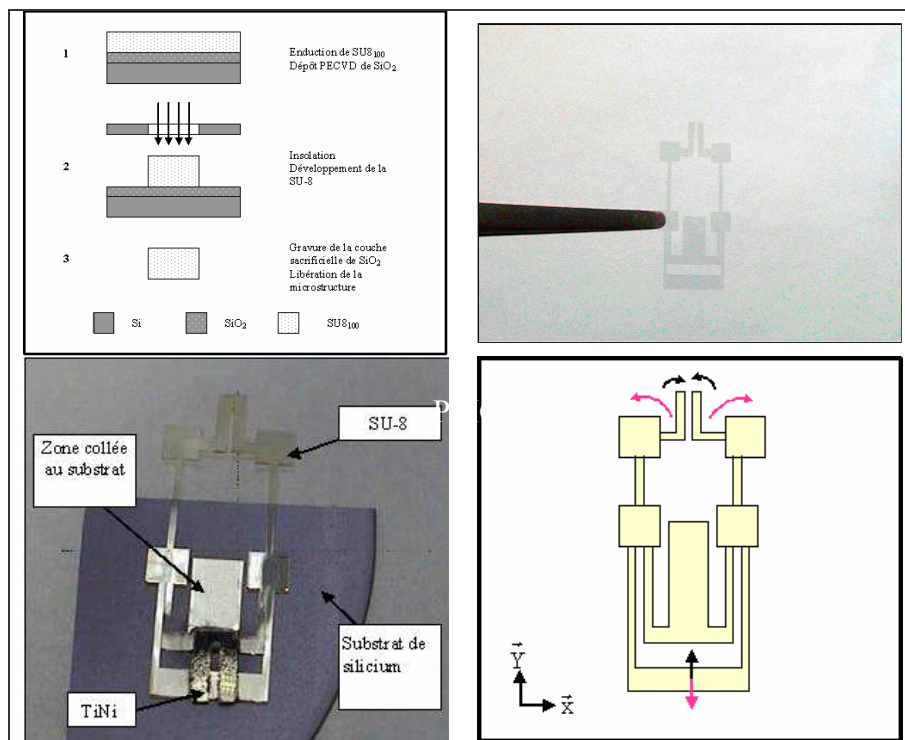 1
Enduction de SU8₁₀₀
Dépôt PECVD de SiO₂
2
Insolation
Développement de la
SU-8
3
Gravure de la couche
sacrificielle de SiO₂
Libération de la
microstructure
Si
SiO₂
SU8₁₀₀
SU-8
Zone collée
au substrat
Substrat de
silicium
TiNi
Y
X